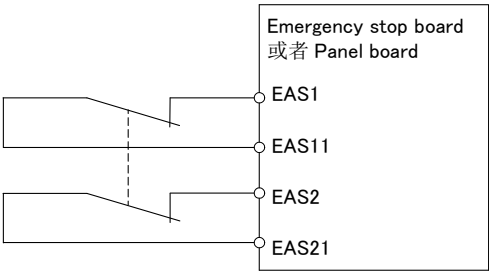 Emergency stop board
或者 Panel board
EAS1
EAS11
EAS2
EAS21